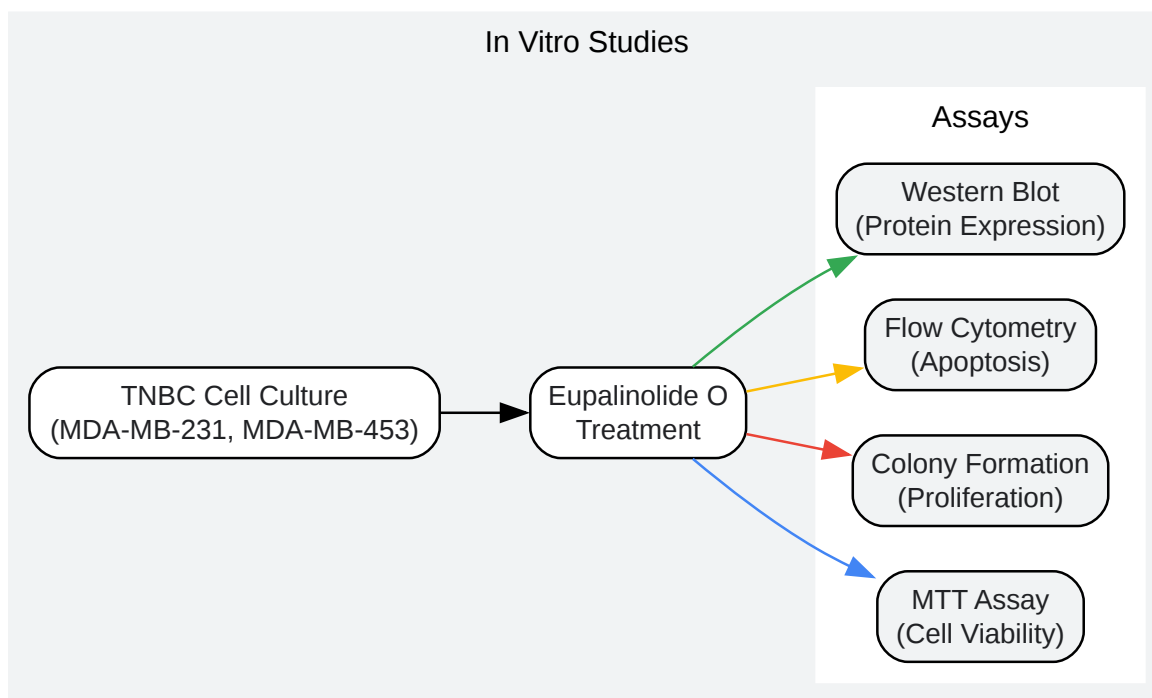 In Vitro Studies
TNBC Cell Culture
(MDA-MB-231, MDA-MB-453)
Eupalinolide O
Treatment
Assays
Western Blot
(Protein Expression)
Flow Cytometry
(Apoptosis)
Colony Formation
(Proliferation)
MTT Assay
(Cell Viability)